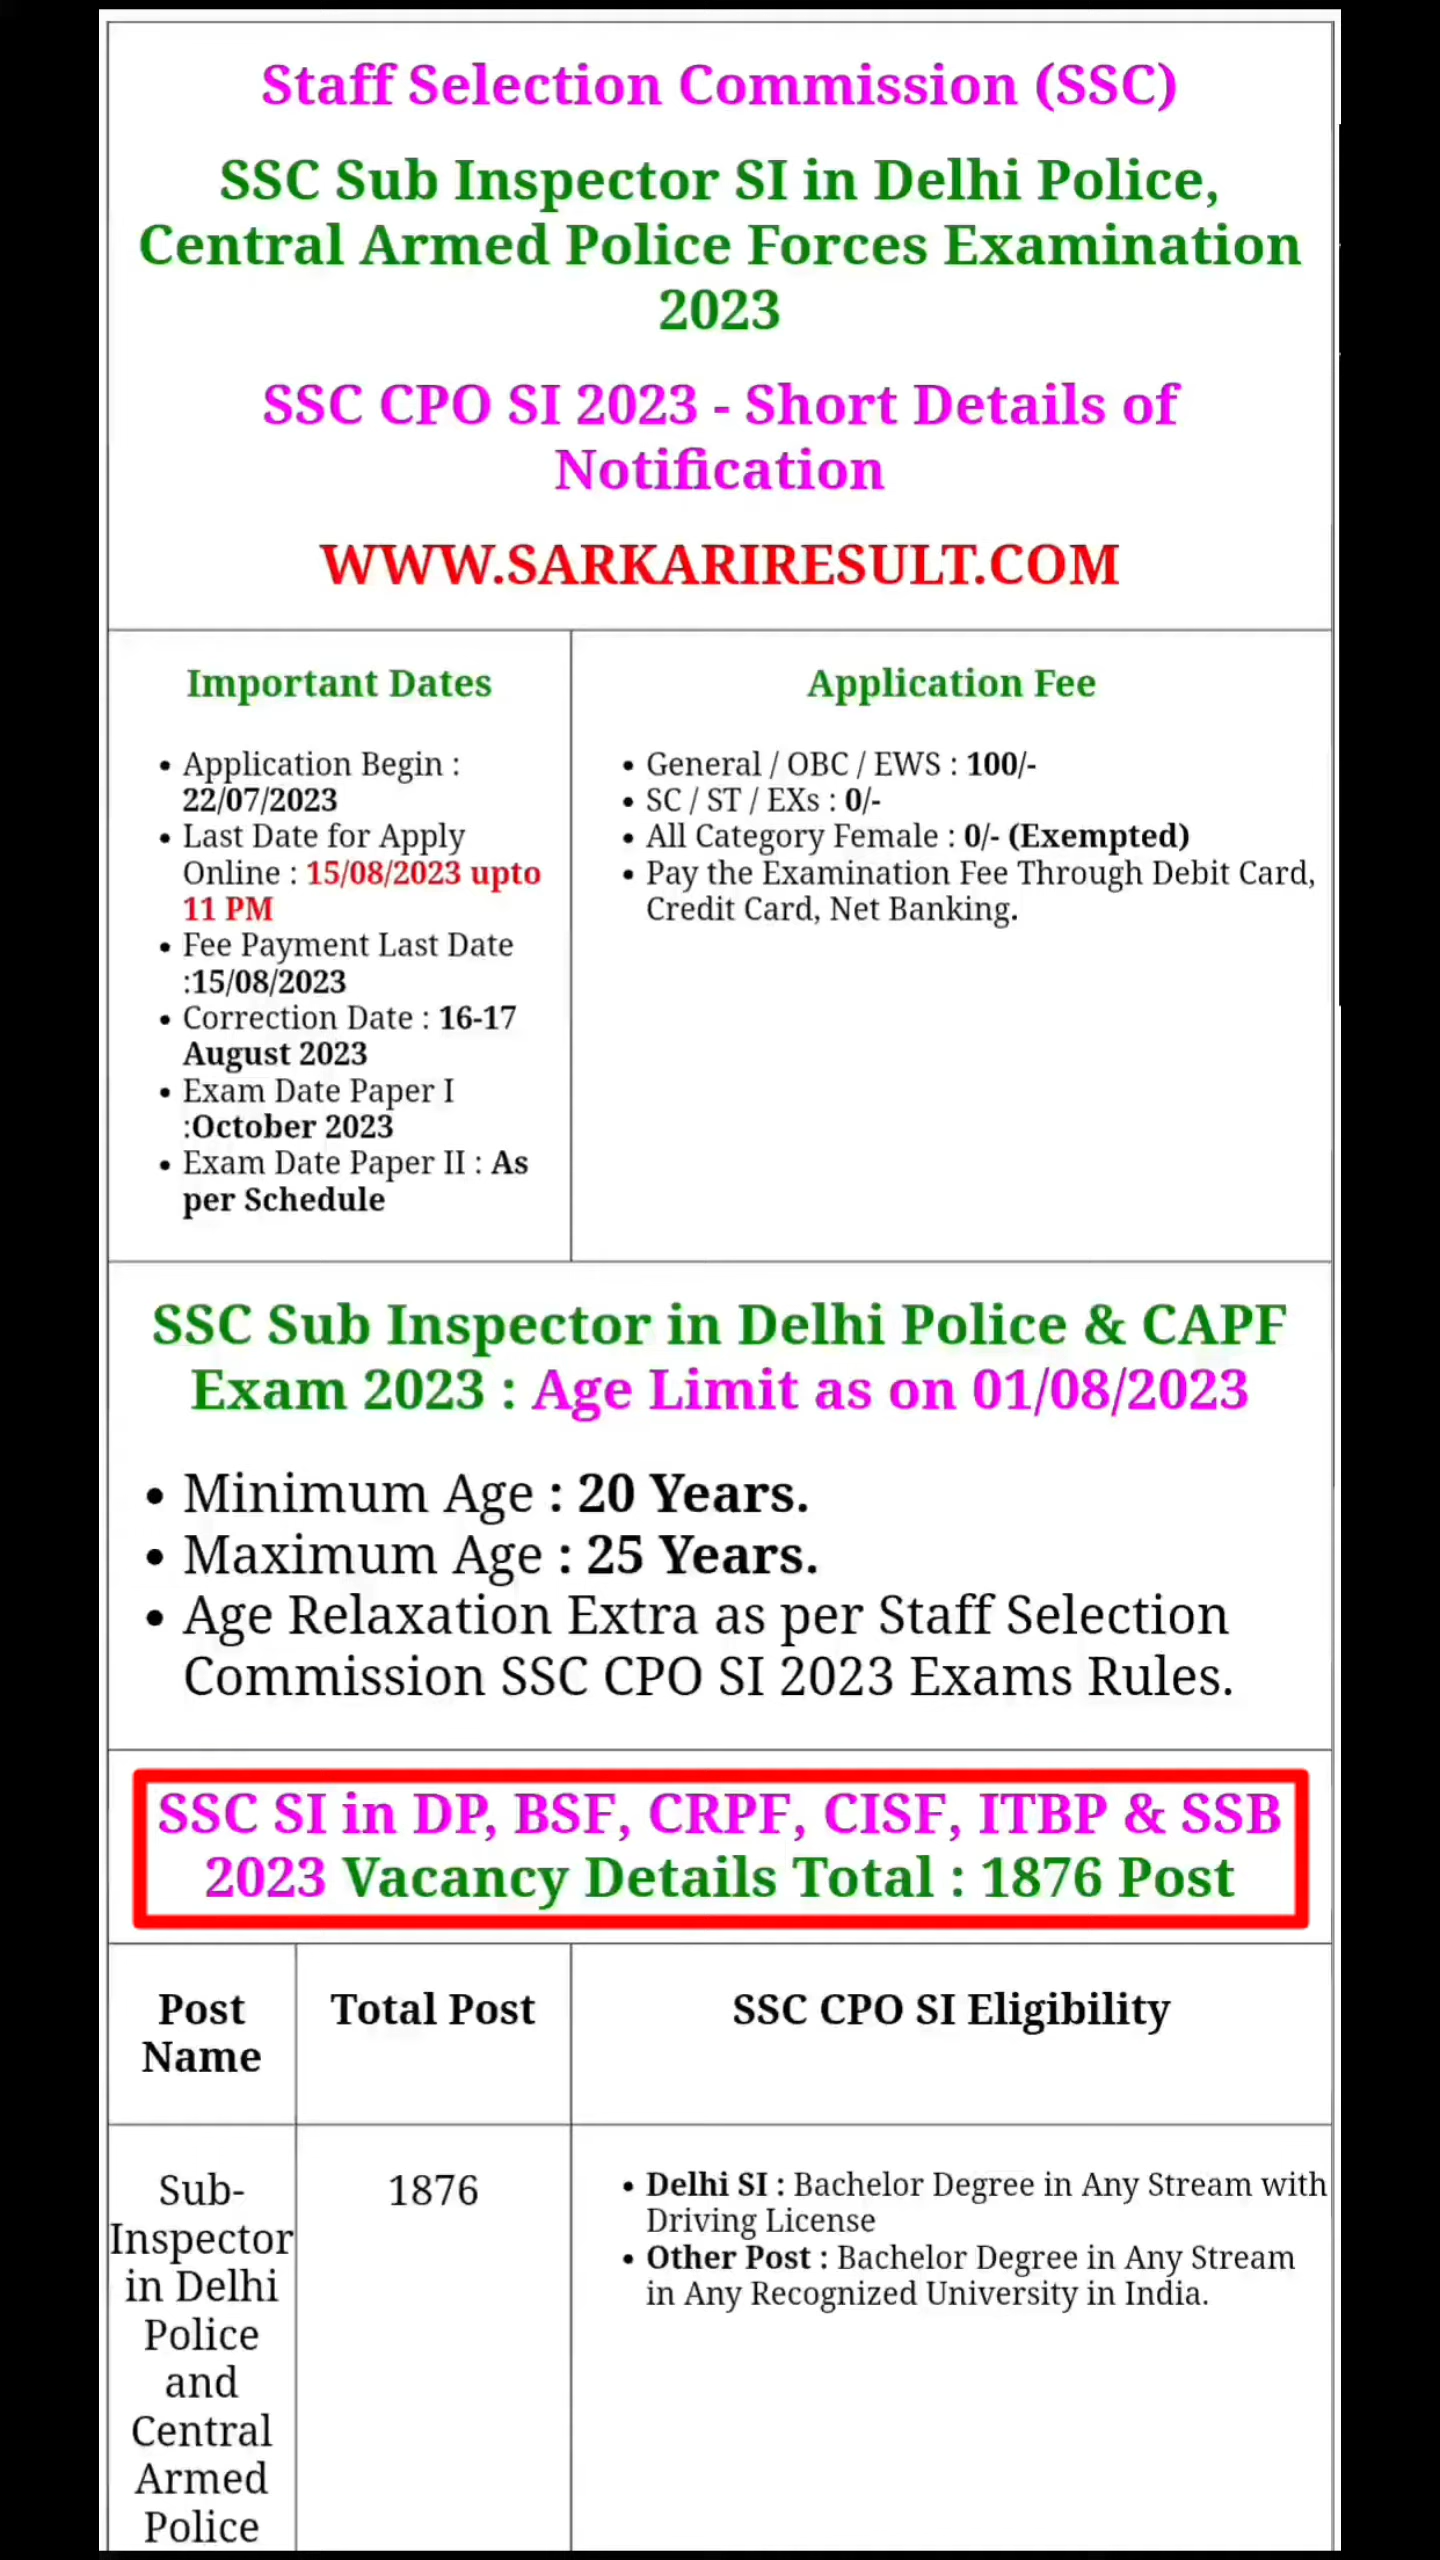 Staff Selection Commission (SSC)
SSC Sub Inspector SI in Delhi Police,
Central Armed Police Forces Examination
2023
SSC CPO SI 2023 - Short Details of
Notification
WWW.SARKARIRESULT.COM
Important Dates
• Application Begin :
22/07/2023
• Last Date for Apply
Online : 15/08/2023 upto
11 PM
• Fee Payment Last Date
:15/08/2023
• Correction Date : 16-17
August 2023
• Exam Date Paper I
:October 2023
• Exam Date Paper II : As
per Schedule
Application Fee
• General / OBC / EWS : 100/-
• SC / ST / EXs : 0/-
• All Category Female : 0/- (Exempted)
• Pay the Examination Fee Through Debit Card,
Credit Card, Net Banking.
SSC Sub Inspector in Delhi Police & CAPF
Exam 2023 : Age Limit as on 01/08/2023
• Minimum Age : 20 Years.
• Maximum Age : 25 Years.
• Age Relaxation Extra as per Staff Selection
Commission SSC CPO SI 2023 Exams Rules.
SSC SI in DP, BSF, CRPF, CISF, ITBP & SSB
2023 Vacancy Details Total : 1876 Post
Post
Name
Total Post
SSC CPO SI Eligibility
Sub-
Inspector
in Delhi
Police
and
Central
Armed
Police
1876
• Delhi SI : Bachelor Degree in Any Stream with
Driving License
• Other Post : Bachelor Degree in Any Stream
in Any Recognized University in India.